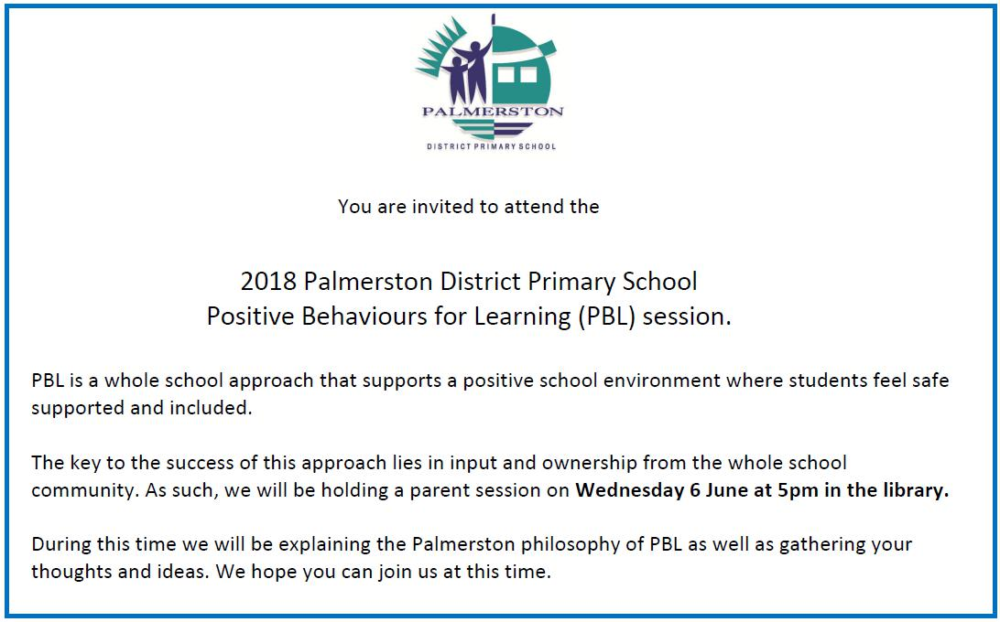 PALMERSTON
DISTRICT PRIMARY SCHOOL
You are invited to attend the
2018 Palmerston District Primary School
Positive Behaviours for Learning (PBL) session.
PBL is a whole school approach that supports a positive school environment where students feel safe
supported and included.
The key to the success of this approach lies in input and ownership from the whole school
community. As such, we will be holding a parent session on Wednesday 6 June at 5pm in the library.
During this time we will be explaining the Palmerston philosophy of PBL as well as gathering your
thoughts and ideas. We hope you can join us at this time.